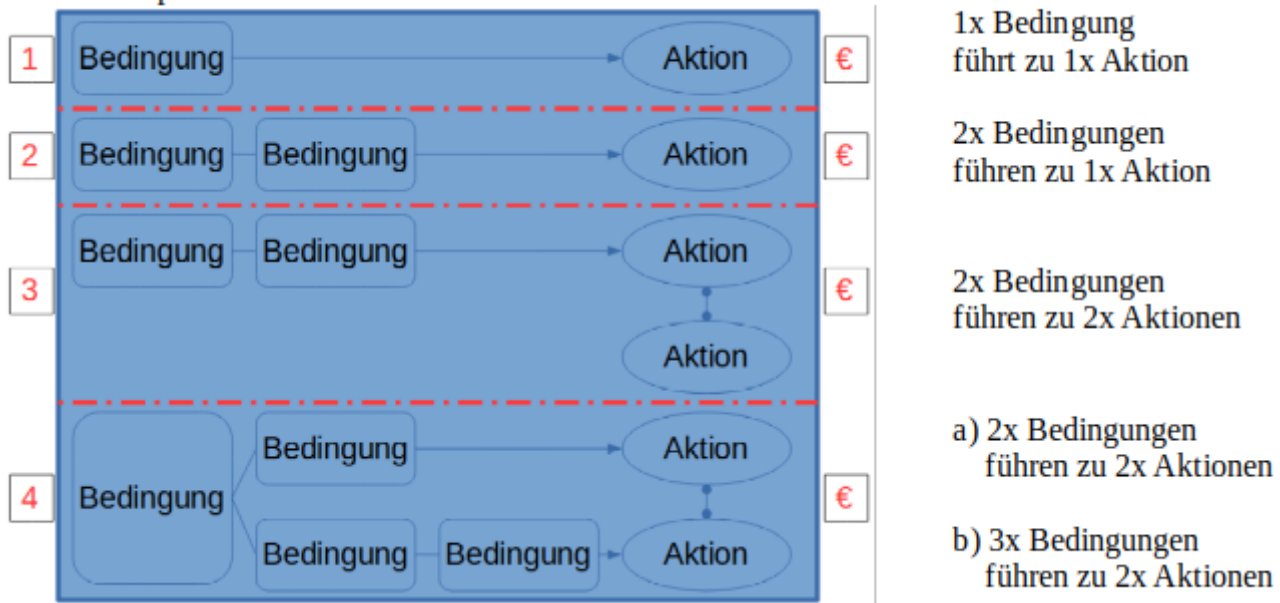 1 Bedingung Aktion €
1x Bedingung
führt zu 1x Aktion
2 Bedingung Bedingung Aktion €
2x Bedingungen
führen zu 1x Aktion
Bedingung Bedingung Aktion
3 €
Aktion
2x Bedingungen
führen zu 2x Aktionen
Bedingung Aktion
4 Bedingung €
Bedingung Bedingung Aktion
a) 2x Bedingungen
führen zu 2x Aktionen
b) 3x Bedingungen
führen zu 2x Aktionen